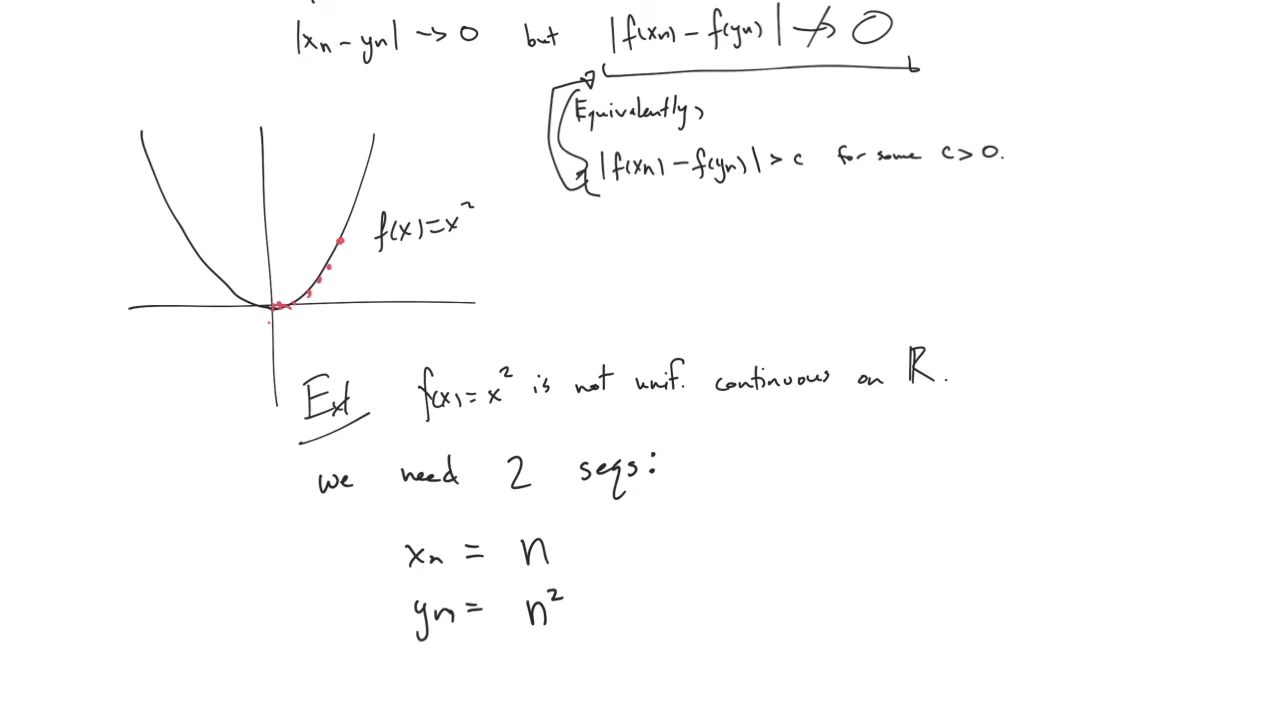 |xn - yn| → 0 but |f(xn) - f(yn)| ↛ 0
Equivalently,
|f(xn) - f(yn)| > c for some c > 0.
f(x) = x²
Ex f(x) = x² is not unif. continuous on ℝ.
we need 2 seqs:
xn = n
yn = n²